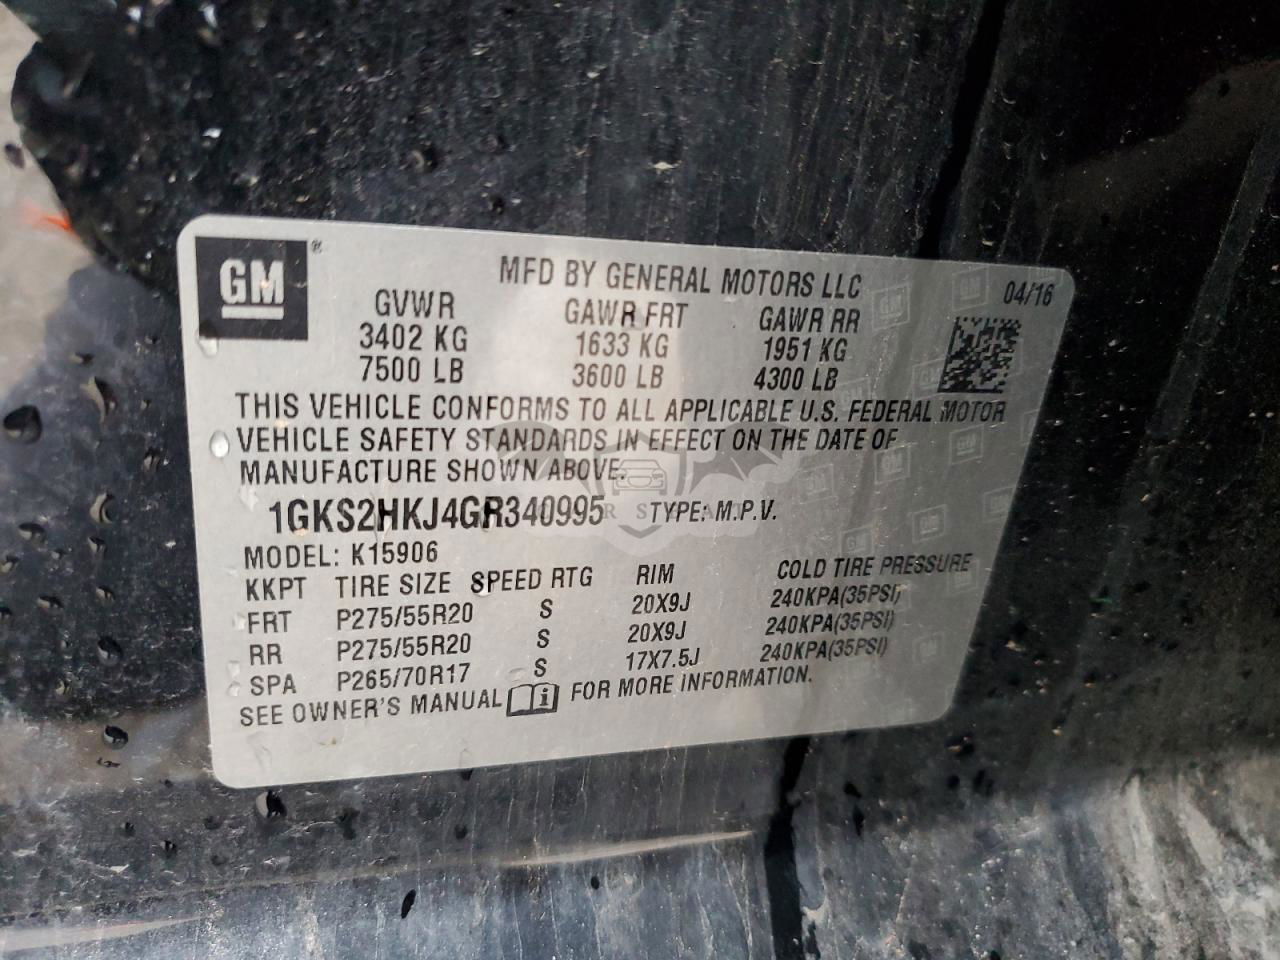 GM ®
MFD BY GENERAL MOTORS LLC 04/16
GVWR GAWR FRT GAWR RR
3402 KG 1633 KG 1951 KG
7500 LB 3600 LB 4300 LB
THIS VEHICLE CONFORMS TO ALL APPLICABLE U.S. FEDERAL MOTOR
VEHICLE SAFETY STANDARDS IN EFFECT ON THE DATE OF
MANUFACTURE SHOWN ABOVE.
1GKS2HKJ4GR340995 TYPE: M.P.V.
MODEL: K15906
KKPT TIRE SIZE SPEED RTG RIM COLD TIRE PRESSURE
FRT P275/55R20 S 20X9J 240KPA(35PSI)
RR P275/55R20 S 20X9J 240KPA(35PSI)
SPA P265/70R17 S 17X7.5J 240KPA(35PSI)
SEE OWNER'S MANUAL i FOR MORE INFORMATION.